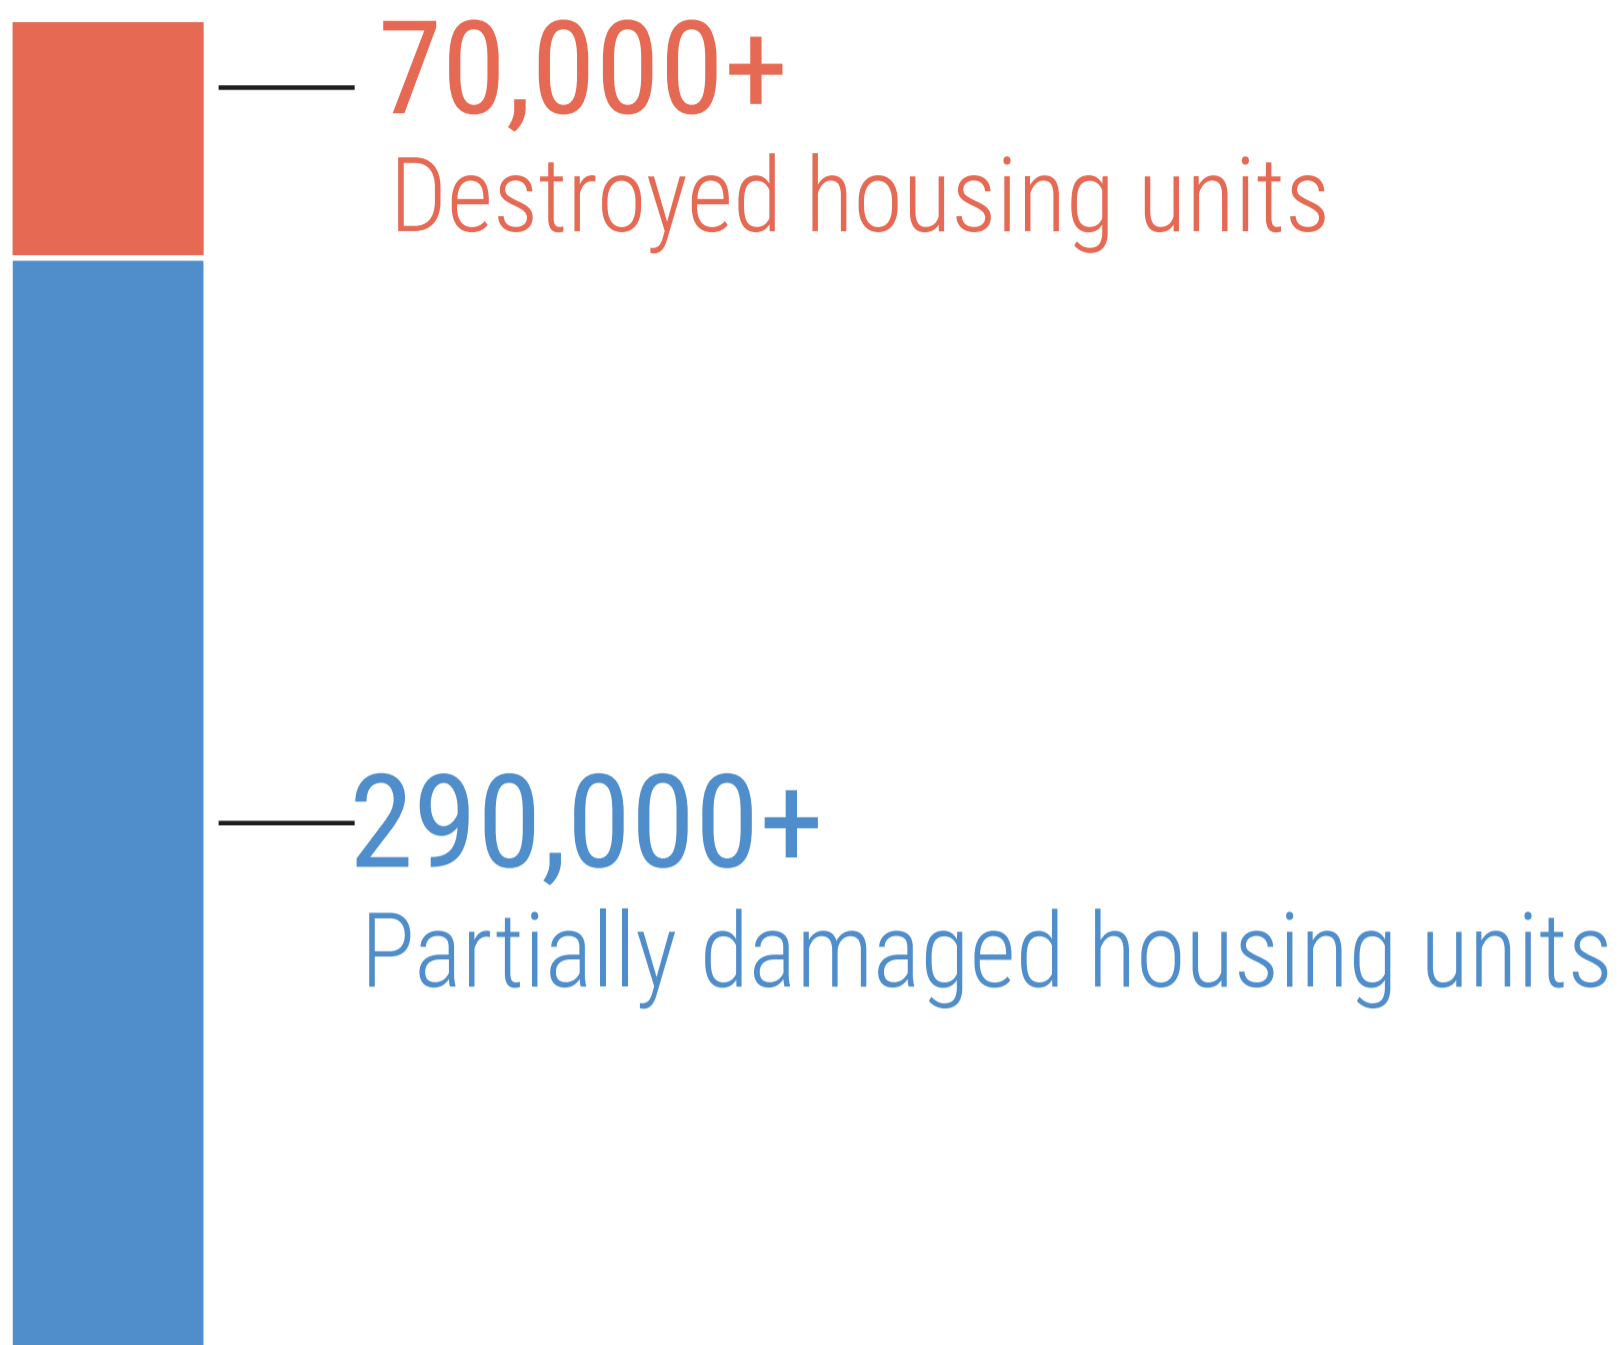 70,000+
Destroyed housing units
290,000+
Partially damaged housing units